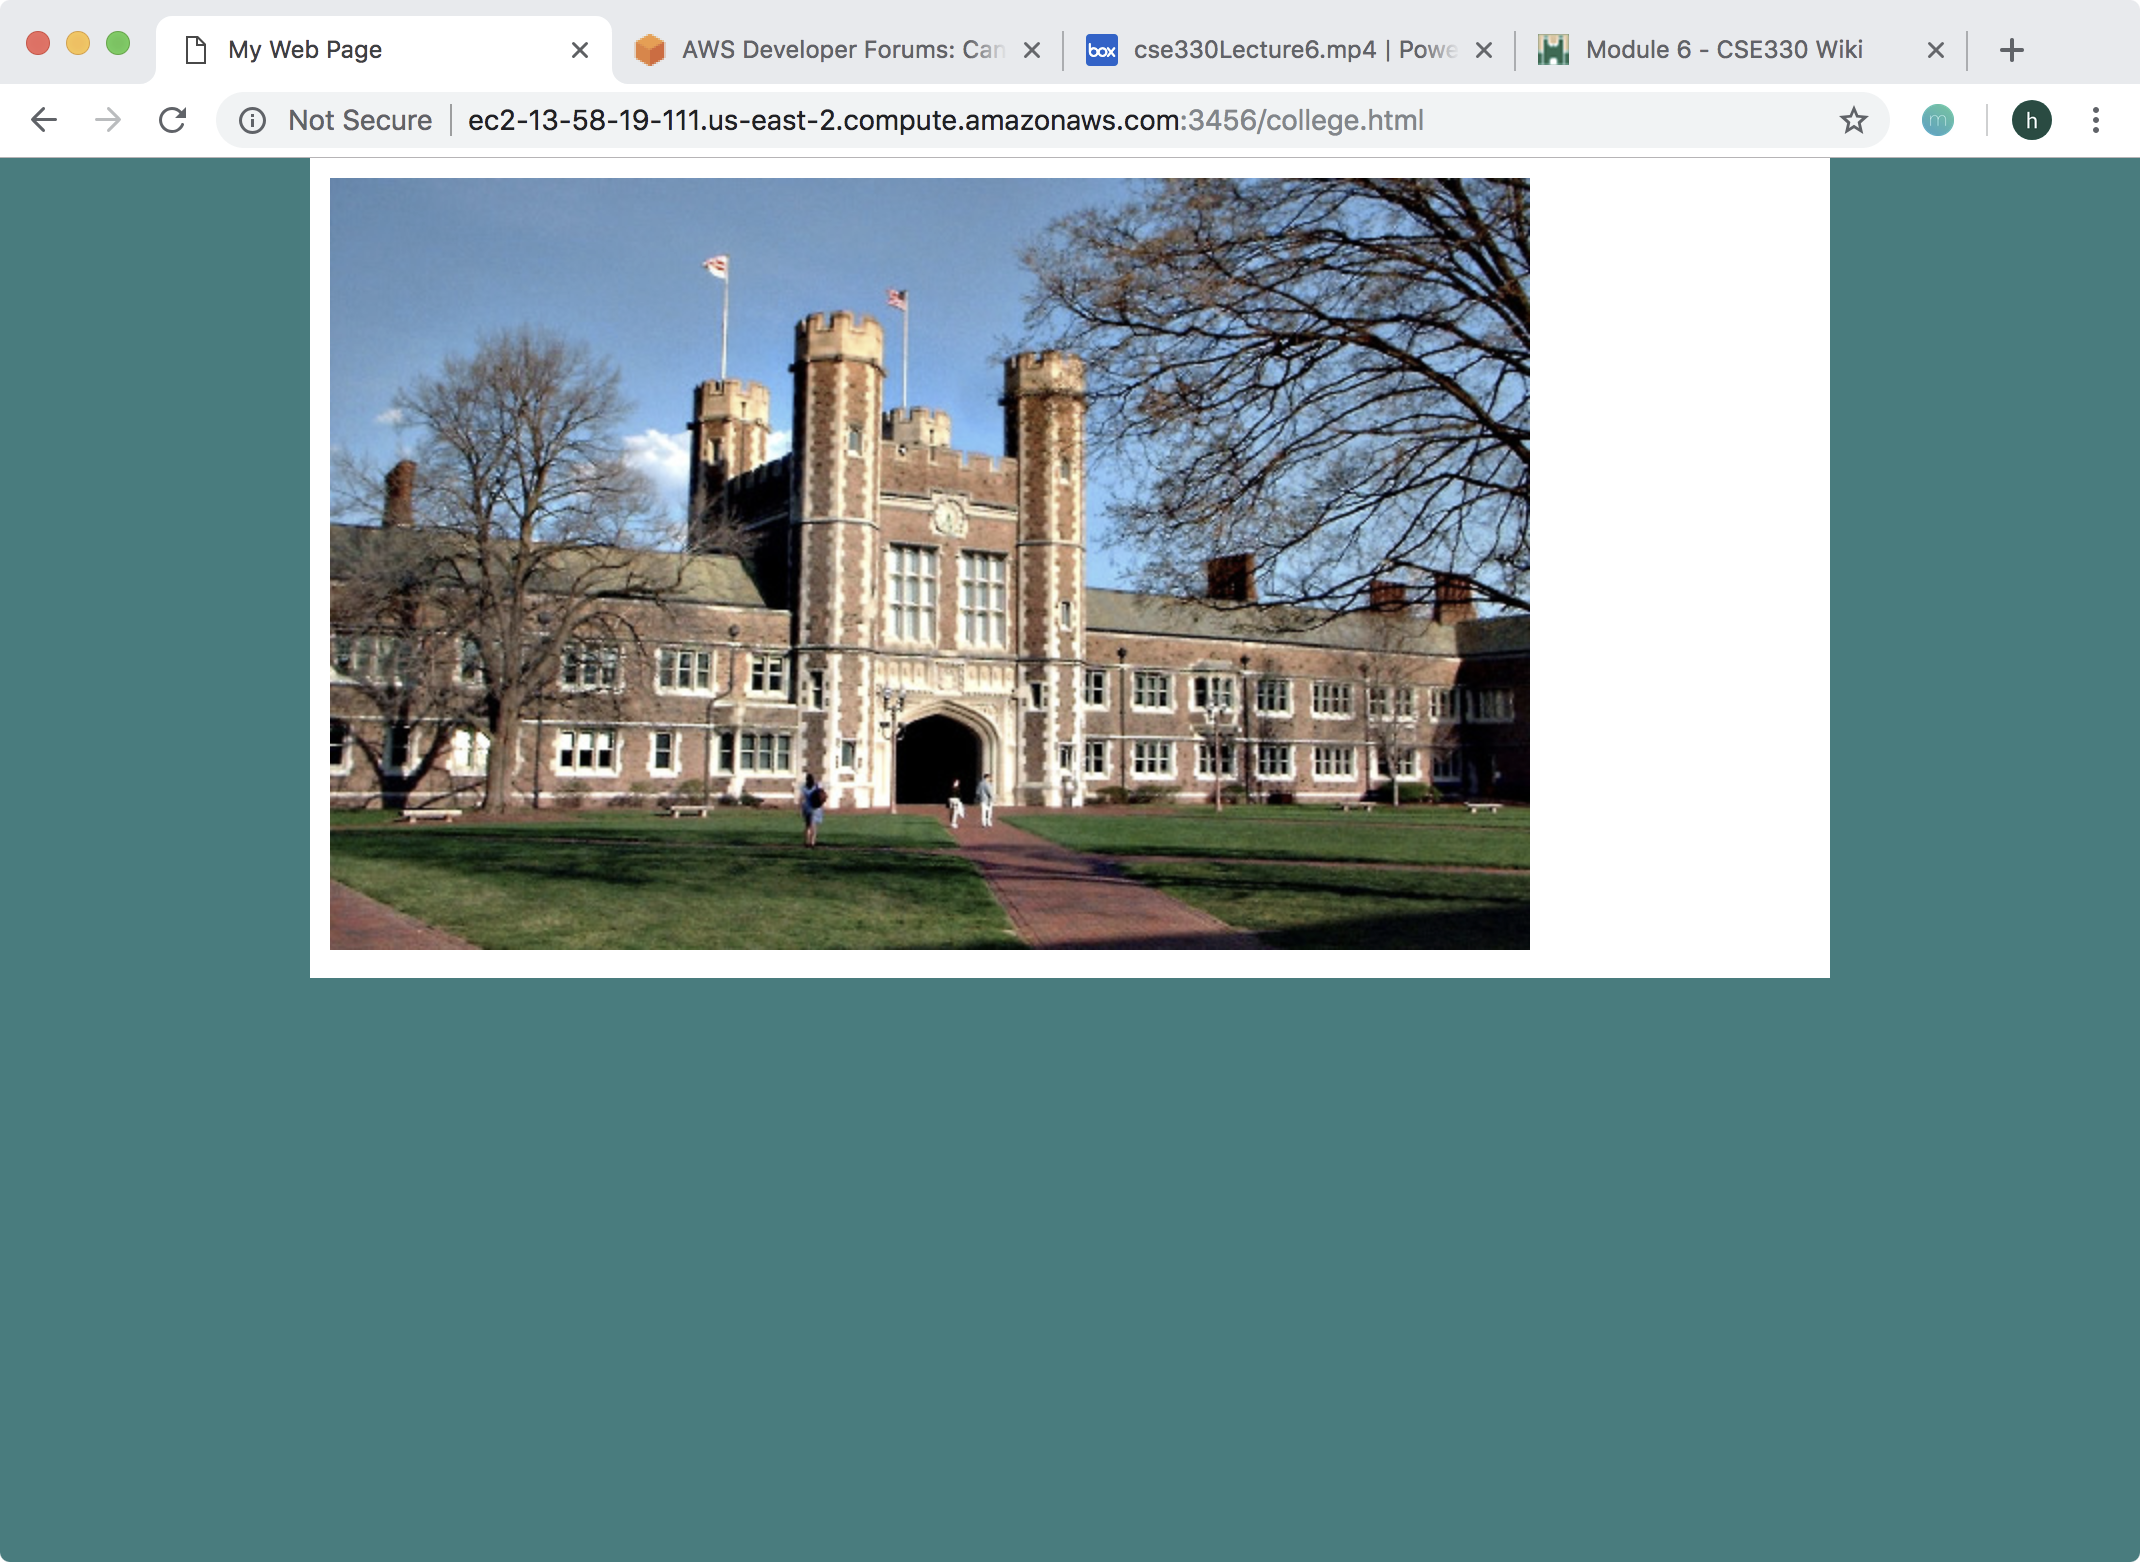 My Web Page
AWS Developer Forums: Can
box
cse330Lecture6.mp4 | Powe
Module 6 - CSE330 Wiki
Not Secure
ec2-13-58-19-111.us-east-2.compute.amazonaws.com:3456/college.html
m
h